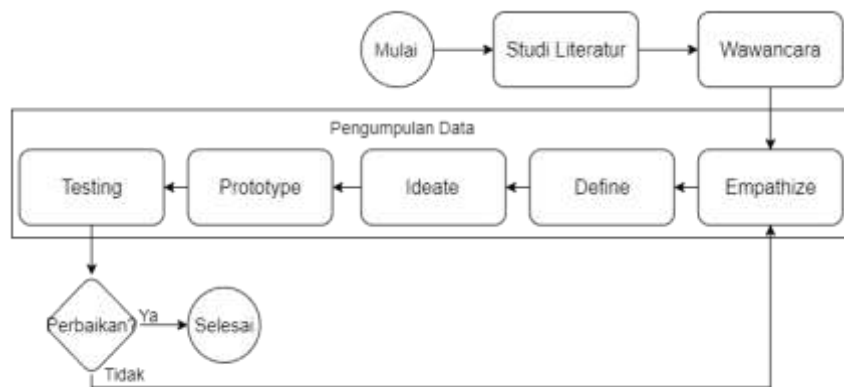 Mulai
Studi Literatur
Wawancara
Pengumpulan Data
Testing
Prototype
Ideate
Define
Empathize
Perbaikan?
Ya
Selesai
Tidak